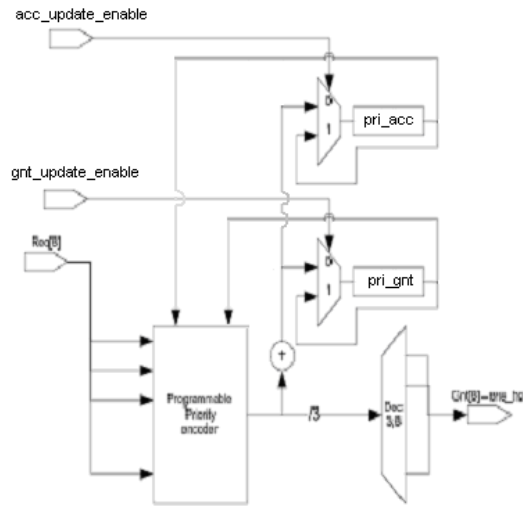 acc_update_enable
0
1
pri_acc
gnt_update_enable
Req[8]
0
1
pri_gnt
+
Programmable
Priority
encoder
/3
Dec
3,8
Gnt[8]-one_ho